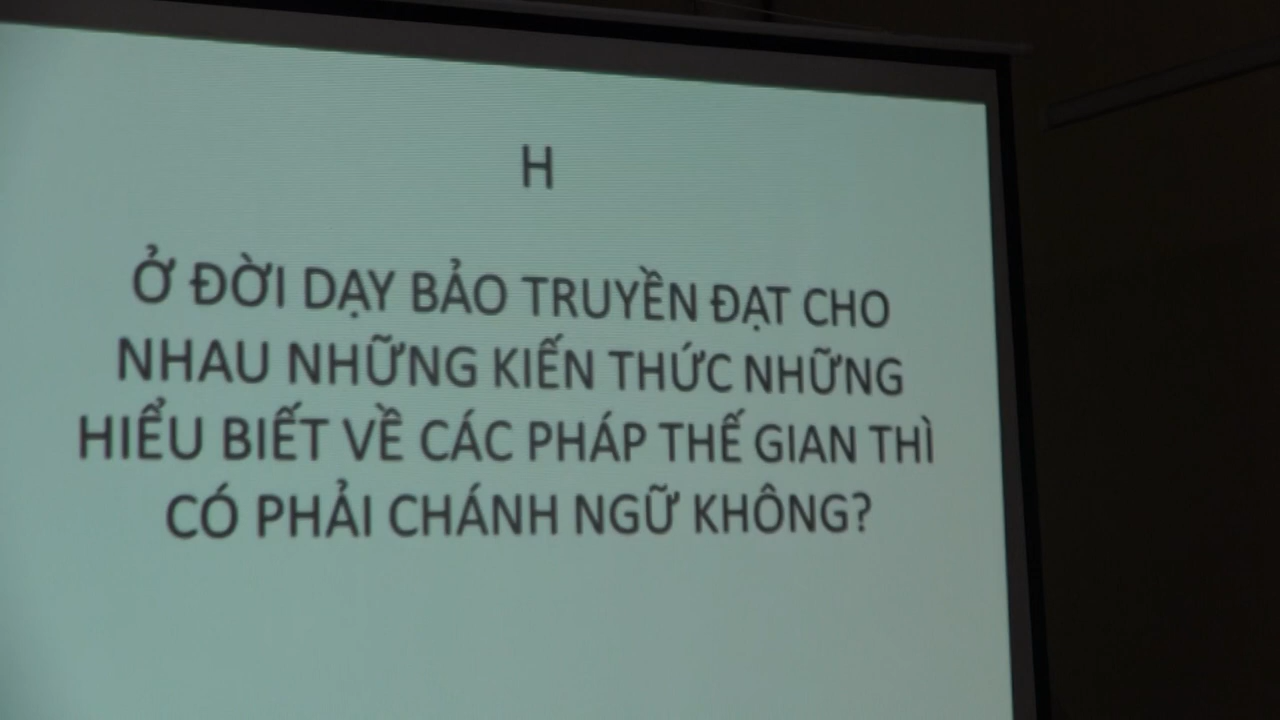 H
Ở ĐỜI DẠY BẢO TRUYỀN ĐẠT CHO
NHAU NHỮNG KIẾN THỨC NHỮNG
HIỂU BIẾT VỀ CÁC PHÁP THẾ GIAN THÌ
CÓ PHẢI CHÁNH NGỮ KHÔNG?